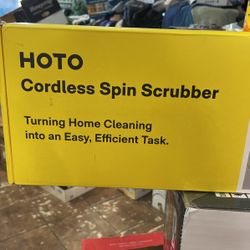 HOTO
Cordless Spin Scrubber
Turning Home Cleaning
into an Easy, Efficient Task.